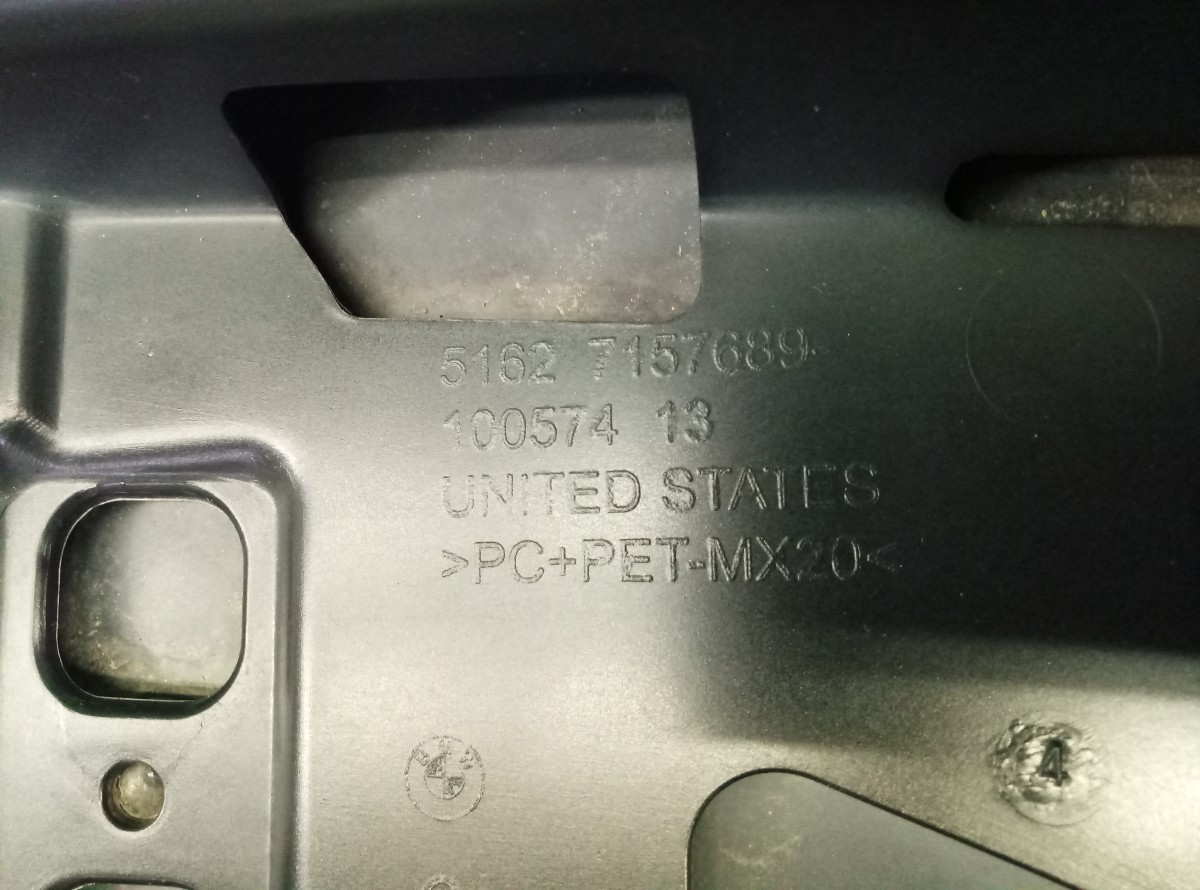 5162 7157689-
100574 13
UNITED STATES
>PC+PET-MX20<
BMW
4